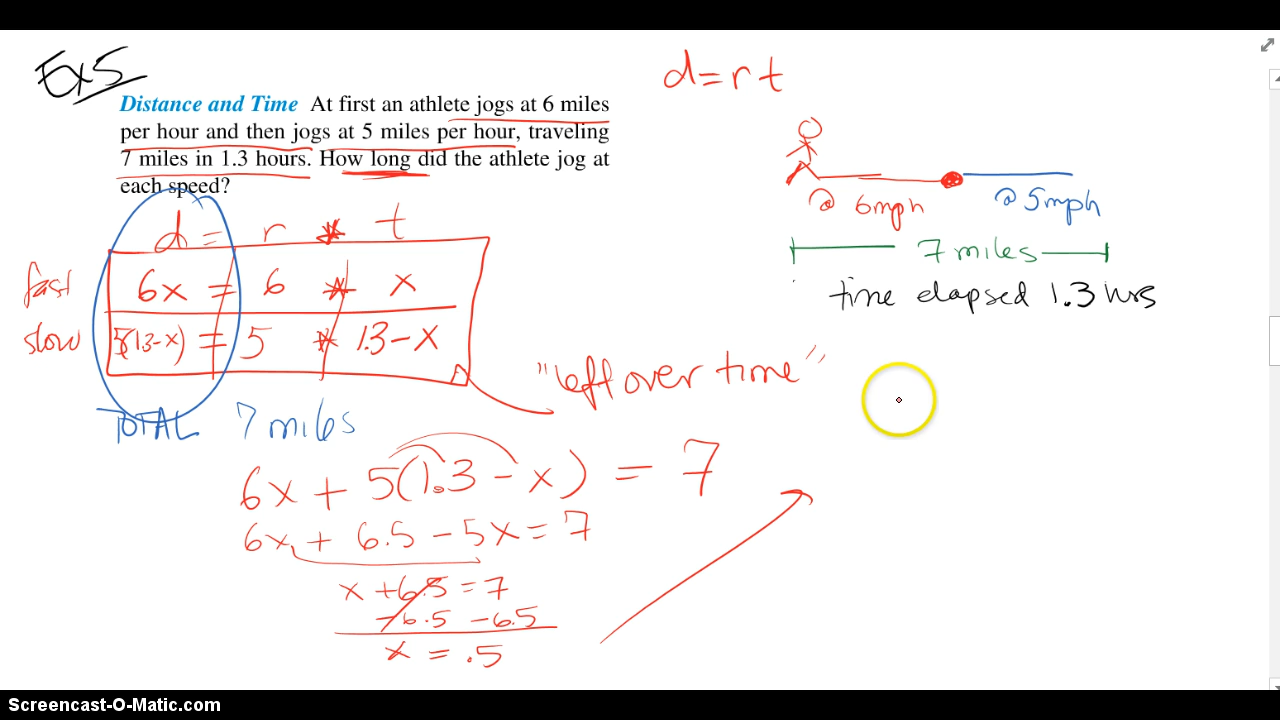 Ex 5
Distance and Time At first an athlete jogs at 6 miles
per hour and then jogs at 5 miles per hour, traveling
7 miles in 1.3 hours. How long did the athlete jog at
each speed?
d = r * t
fast 6x = 6 * x
slow 5(1.3-x) = 5 * 1.3-x
TOTAL 7 miles
"left over time"
6x + 5(1.3 - x) = 7
6x + 6.5 - 5x = 7
x + 6.5 = 7
-6.5 -6.5
x = .5
d = r t
@ 6mph @ 5mph
7 miles
time elapsed 1.3 hrs
Screencast-O-Matic.com